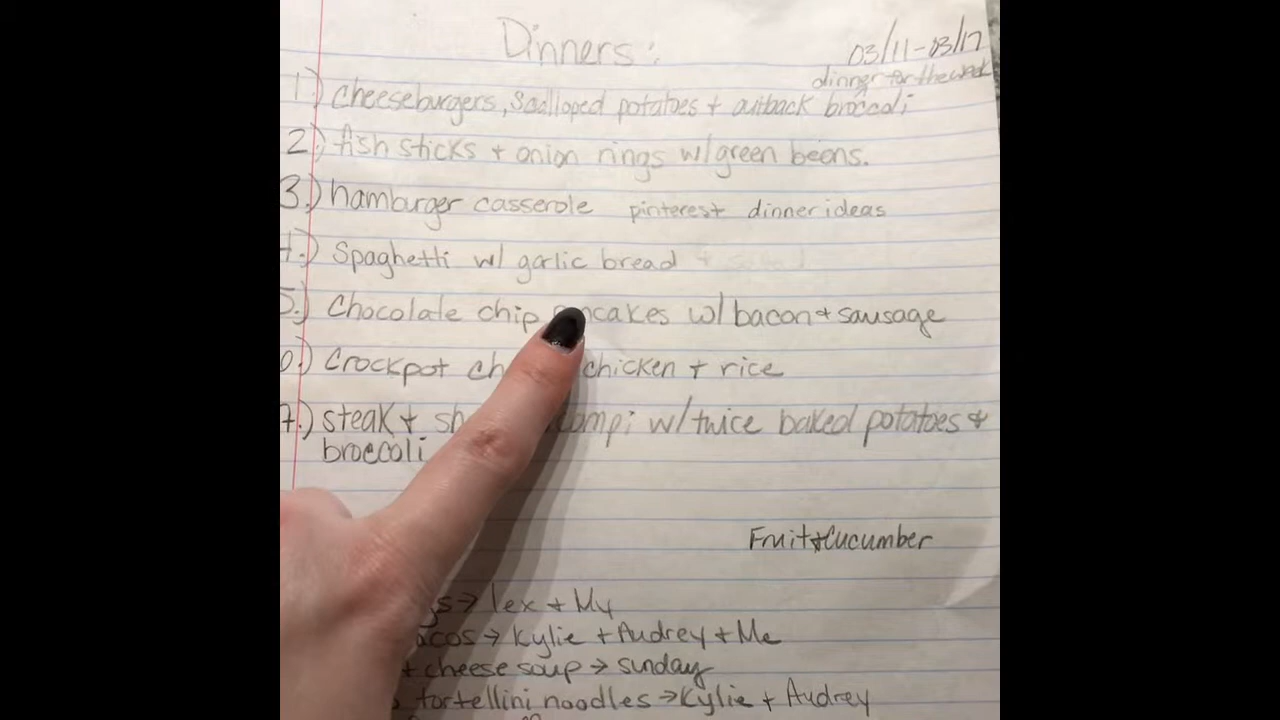 Dinners:
03/11-03/17
dinner for the week
1.) cheeseburgers, Scalloped potatoes + outback broccoli
2.) fish sticks + onion rings w/green beans.
3.) hamburger casserole pinterest dinner ideas
4.) Spaghetti w/ garlic bread
5.) Chocolate chip pancakes w/ bacon + sausage
6.) Crockpot chicken + rice
7.) steak + w/ twice baked potatoes +
broccoli
Fruit + Cucumber
→ lex + My
→ Kylie + Audrey + Me
+ cheese soup → sunday
tortellini noodles → Kylie + Audrey